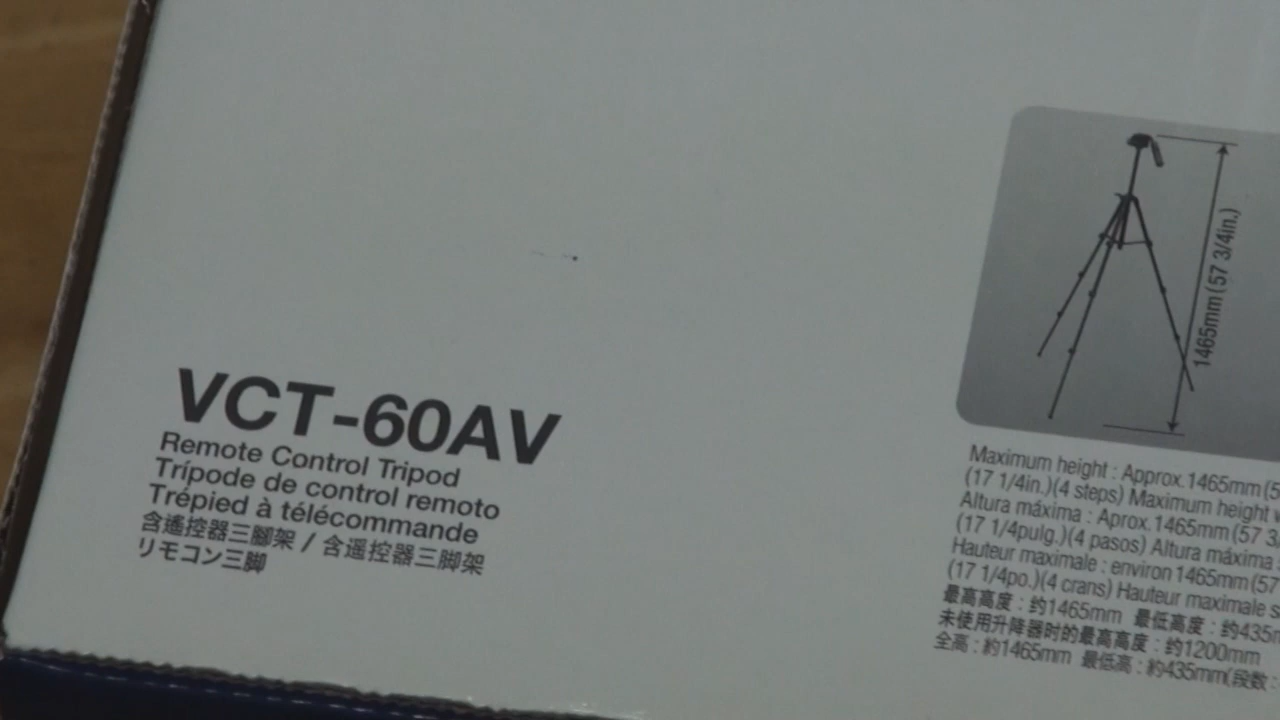 VCT-60AV
Remote Control Tripod
Trípode de control remoto
Trépied à télécommande
含遙控器三腳架 / 含遥控器三脚架
リモコン三脚
1465mm (57 3/4in.)
Maximum height : Approx.1465mm (5
(17 1/4in.)(4 steps) Maximum height
Altura máxima : Aprox.1465mm (57 3/
(17 1/4pulg.)(4 pasos) Altura máxima
Hauteur maximale : environ 1465mm (57
(17 1/4po.)(4 crans) Hauteur maximale s
最高高度 : 约1465mm 最低高度 : 约435
未使用升降器时的最高高度 : 约1200mm
全高 : 約1465mm 最低高 : 約435mm(段数 :